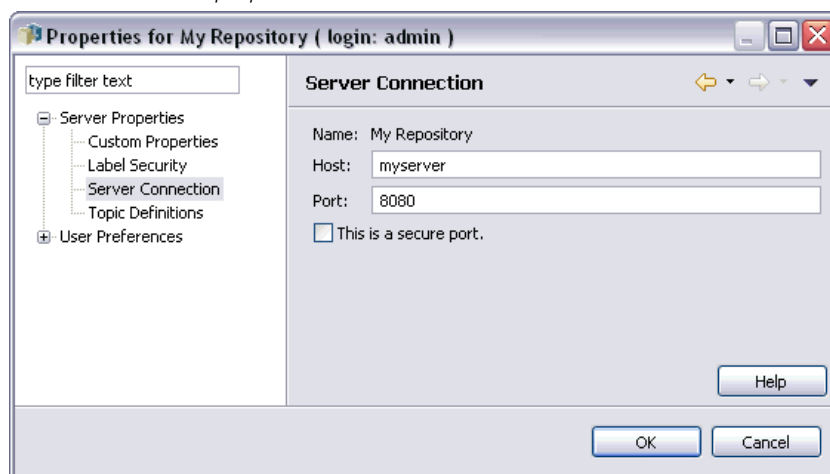 Properties for My Repository ( login: admin )
type filter text
Server Properties
Custom Properties
Label Security
Server Connection
Topic Definitions
User Preferences
Server Connection
Name: My Repository
Host: myserver
Port: 8080
This is a secure port.
Help
OK Cancel